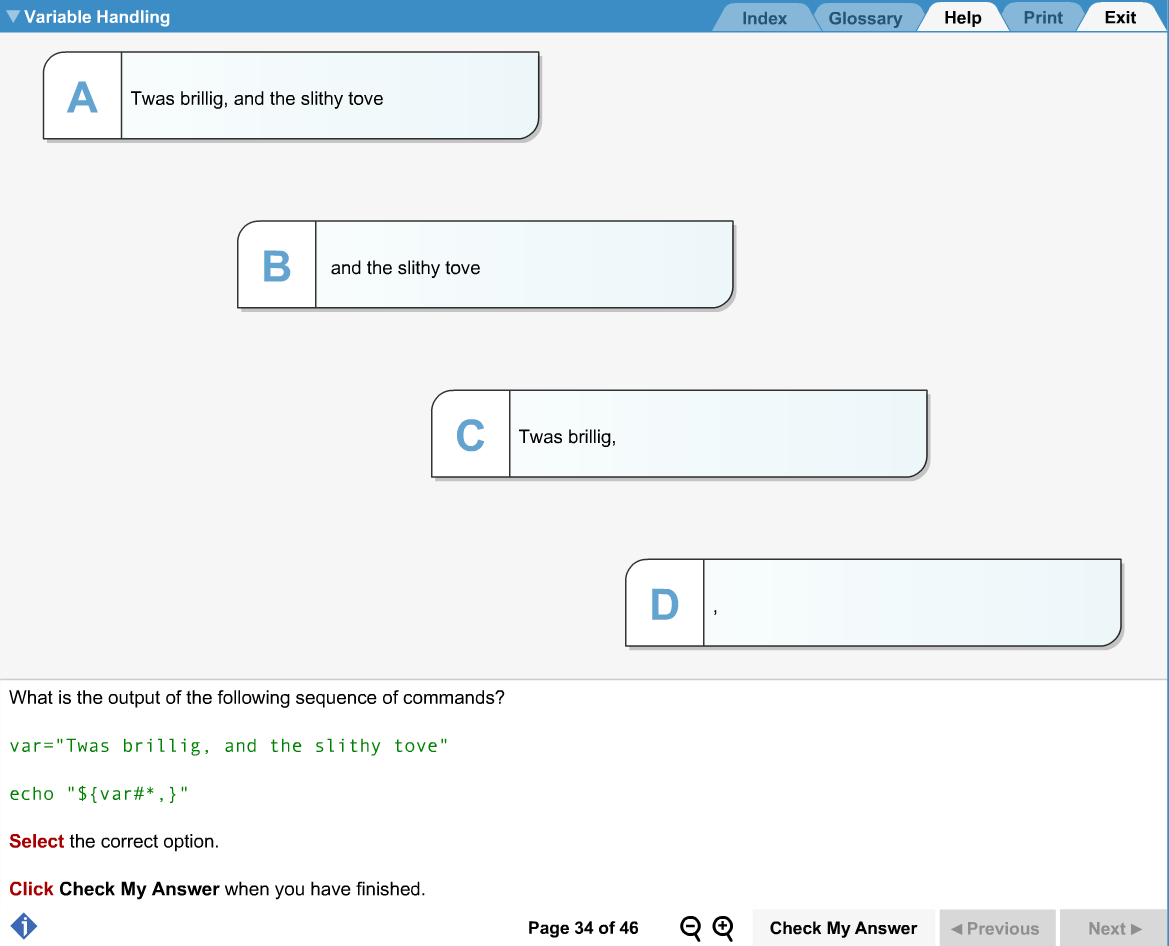 Variable Handling
Index Glossary Help Print Exit
A Twas brillig, and the slithy tove
B and the slithy tove
C Twas brillig,
D ,
What is the output of the following sequence of commands?
var="Twas brillig, and the slithy tove"
echo "${var#*,}"
Select the correct option.
Click Check My Answer when you have finished.
i Page 34 of 46 Check My Answer Previous Next